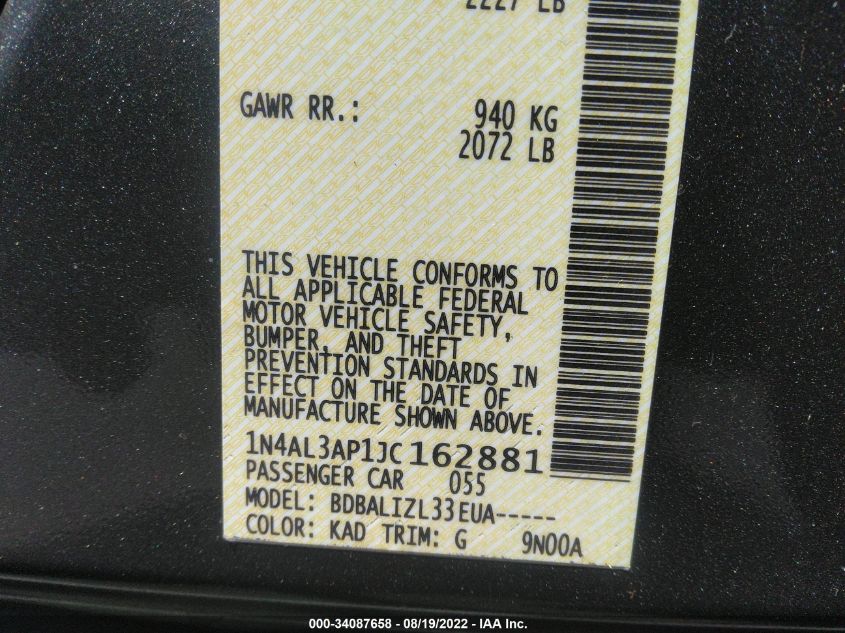 2227 LB
GAWR RR.: 940 KG
2072 LB
THIS VEHICLE CONFORMS TO
ALL APPLICABLE FEDERAL
MOTOR VEHICLE SAFETY,
BUMPER, AND THEFT
PREVENTION STANDARDS IN
EFFECT ON THE DATE OF
MANUFACTURE SHOWN ABOVE.
1N4AL3AP1JC162881
PASSENGER CAR 055
MODEL: BDBALIZL33EUA-----
COLOR: KAD TRIM: G 9N00A
000-34087658 - 08/19/2022 - IAA Inc.